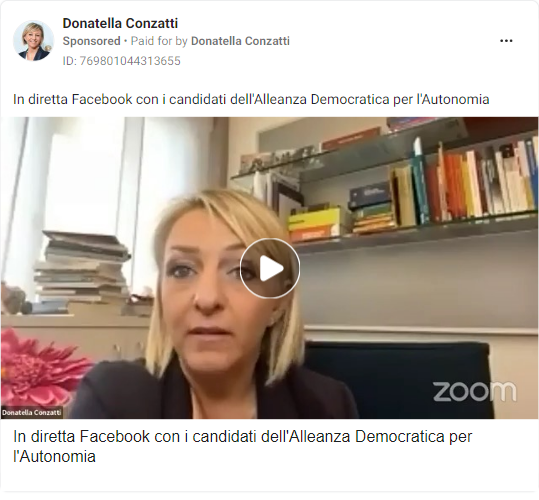 Donatella Conzatti
Sponsored • Paid for by Donatella Conzatti
ID: 769801044313655
In diretta Facebook con i candidati dell'Alleanza Democratica per l'Autonomia
zoom
Donatella Conzatti
In diretta Facebook con i candidati dell'Alleanza Democratica per
l'Autonomia